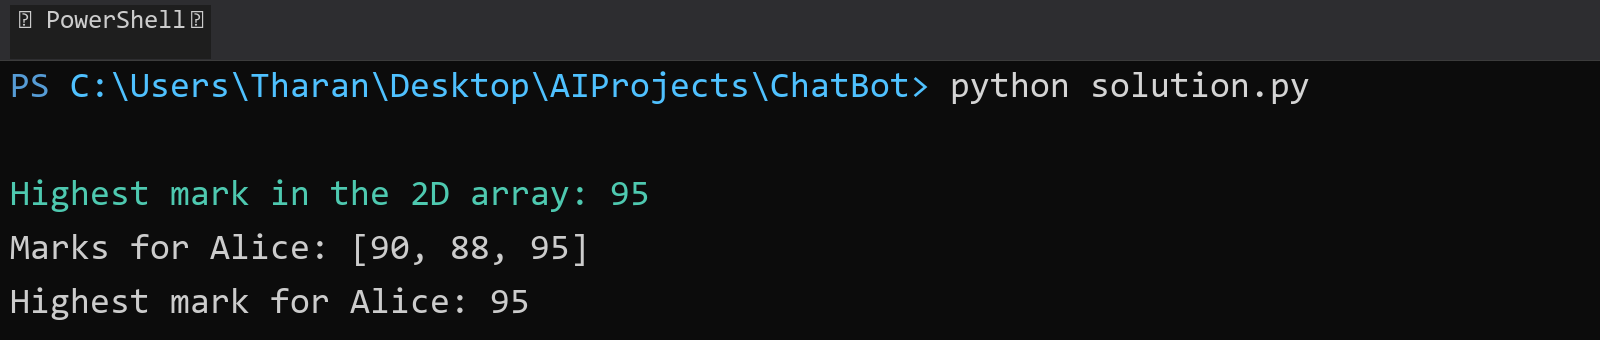 PowerShell
PS C:\Users\Tharan\Desktop\AIProjects\ChatBot> python solution.py
Highest mark in the 2D array: 95
Marks for Alice: [90, 88, 95]
Highest mark for Alice: 95